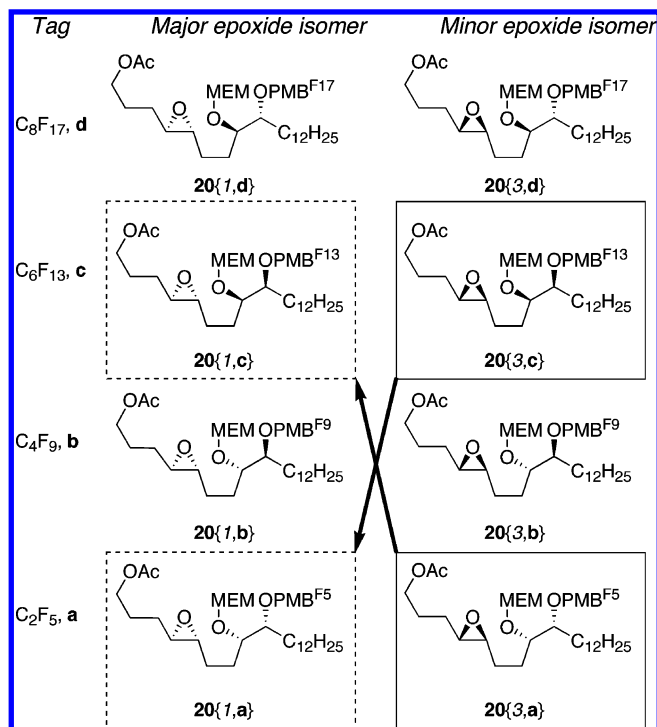 Tag Major epoxide isomer Minor epoxide isomer
OAc
O
MEM OPMB^F17
O
C12H25
20{1,d}
OAc
O
MEM OPMB^F17
O
C12H25
20{3,d}
C8F17, d
OAc
O
MEM OPMB^F13
O
C12H25
20{1,c}
OAc
O
MEM OPMB^F13
O
C12H25
20{3,c}
C6F13, c
OAc
O
MEM OPMB^F9
O
C12H25
20{1,b}
OAc
O
MEM OPMB^F9
O
C12H25
20{3,b}
C4F9, b
OAc
O
MEM OPMB^F5
O
C12H25
20{1,a}
OAc
O
MEM OPMB^F5
O
C12H25
20{3,a}
C2F5, a